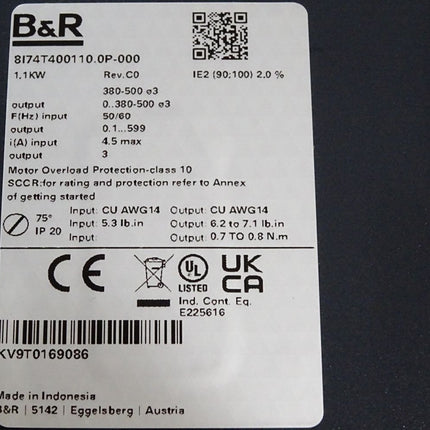 B&R
8I74T400110.0P-000
1,1KW Rev.C0 IE2 (90;100) 2.0 %
380-500 ø3
output 0..380-500 ø3
F(Hz) input 50/60
output 0.1...599
i(A) input 4.5 max
output 3
Motor Overload Protection-class 10
SCCR:for rating and protection refer to Annex
of getting started
75° Input: CU AWG14 Output: CU AWG14
IP 20 Input: 5.3 lb.in Output: 6.2 to 7.1 lb.in
Input: Output: 0.7 TO 0.8 N.m
CE UL LISTED UK CA
Ind. Cont. Eq.
E225616
KV9T0169086
Made in Indonesia
B&R | 5142 | Eggelsberg | Austria